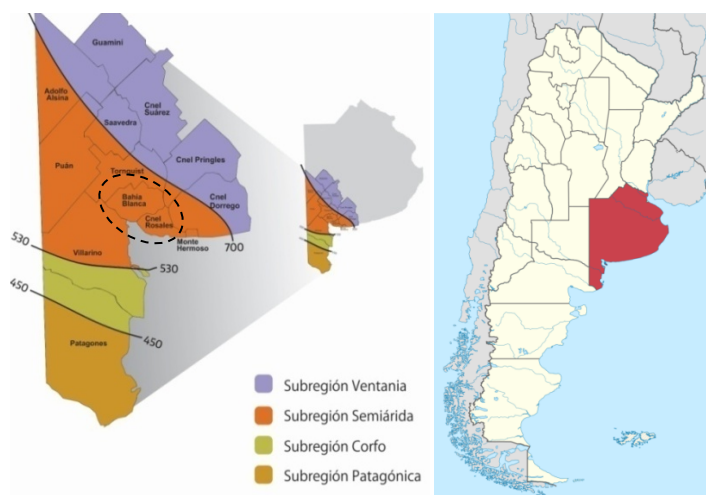 Guaminí
Adolfo
Alsina
Cnel
Suárez
Saavedra
Puán
Cnel Pringles
Tornquist
Bahía
Blanca
Cnel
Dorrego
Cnel
Rosales
Monte
Hermoso
700
530
Villarino
530
450
450
Patagones
Subregión Ventania
Subregión Semiárida
Subregión Corfo
Subregión Patagónica